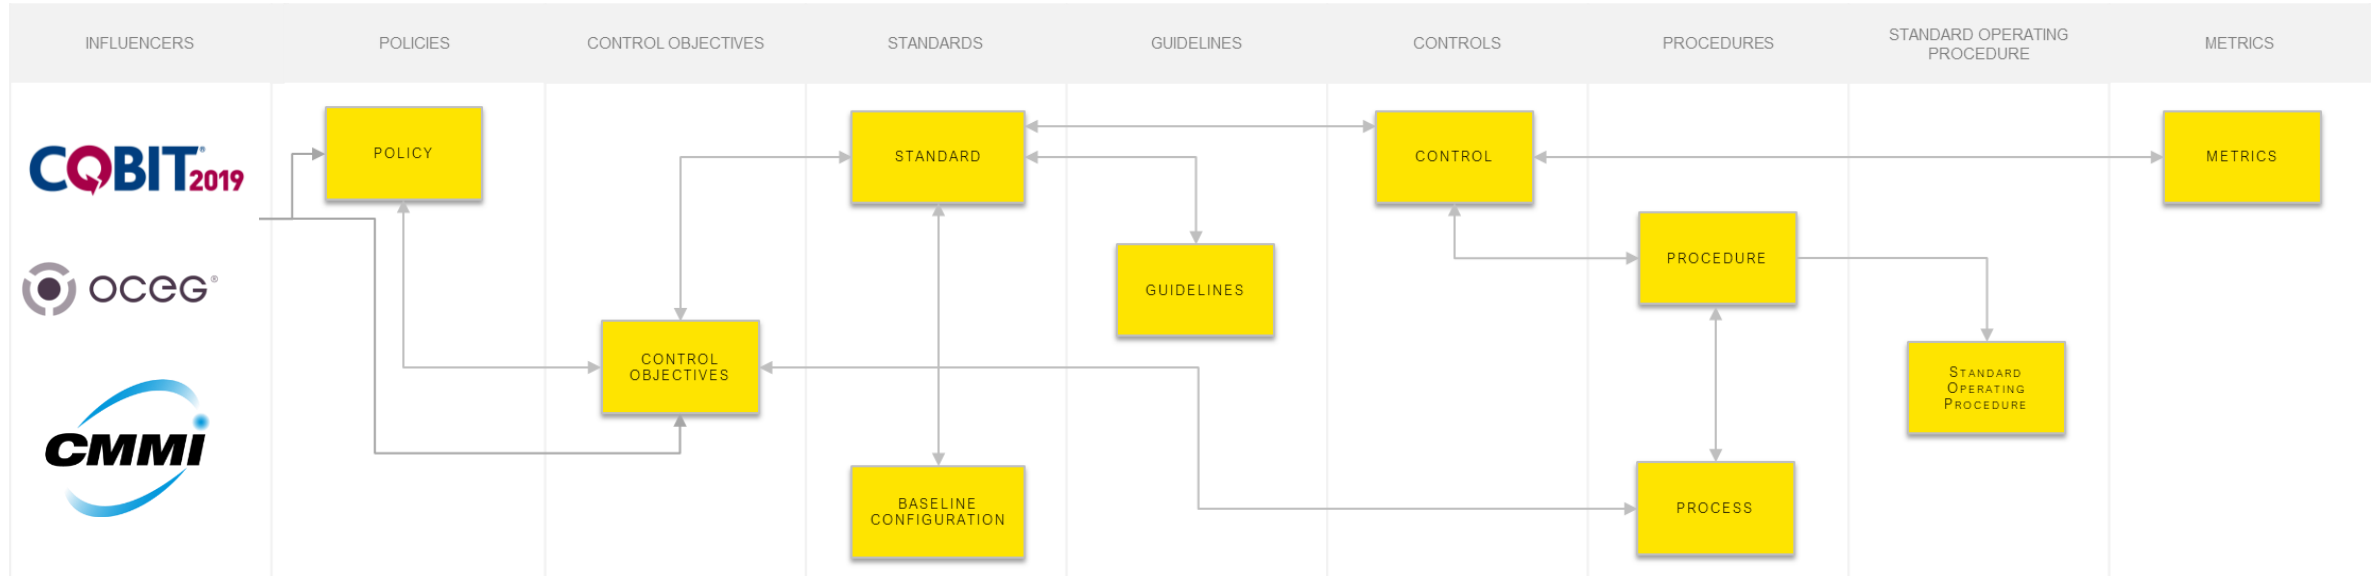 INFLUENCERS
POLICIES
CONTROL OBJECTIVES
STANDARDS
GUIDELINES
CONTROLS
PROCEDURES
STANDARD OPERATING
PROCEDURE
METRICS
COBIT® 2019
OCEG®
CMMI
POLICY
CONTROL
OBJECTIVES
STANDARD
BASELINE
CONFIGURATION
GUIDELINES
CONTROL
PROCEDURE
PROCESS
STANDARD
OPERATING
PROCEDURE
METRICS